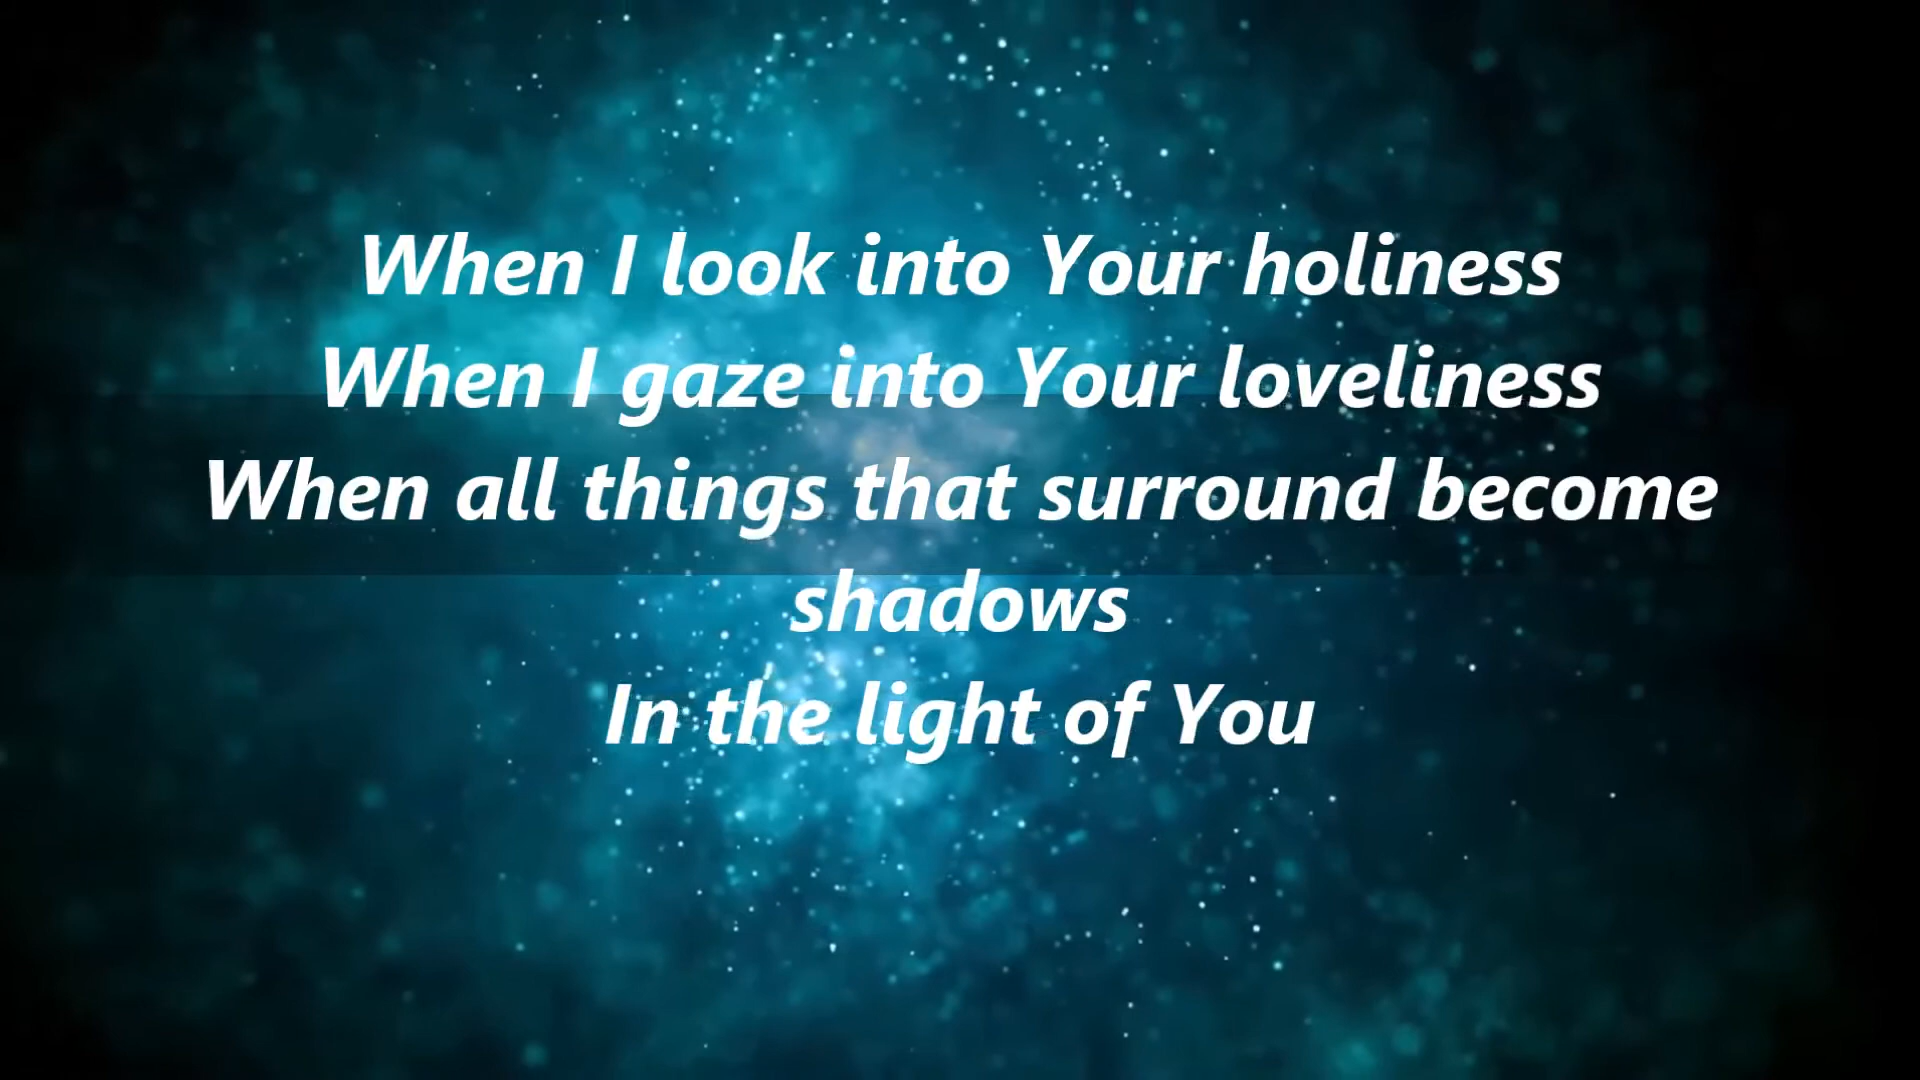 When I look into Your holiness
When I gaze into Your loveliness
When all things that surround become
shadows
In the light of You